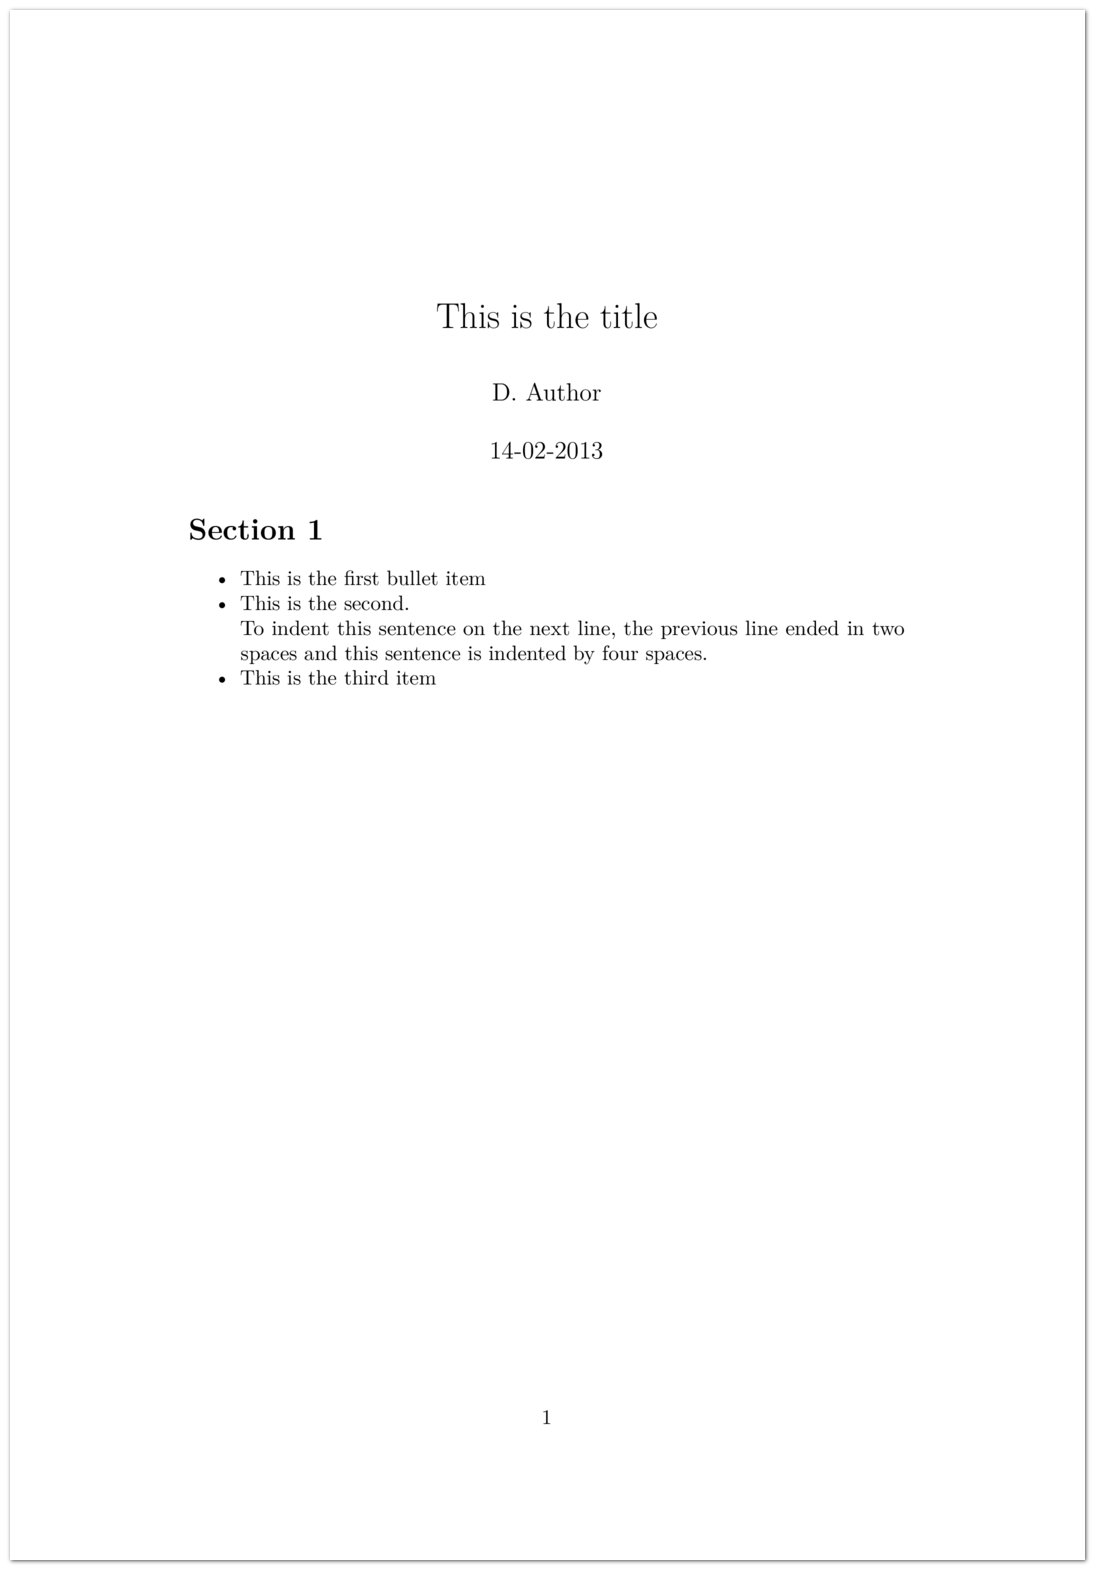 This is the title
D. Author
14-02-2013
Section 1
• This is the first bullet item
• This is the second.
To indent this sentence on the next line, the previous line ended in two
spaces and this sentence is indented by four spaces.
• This is the third item
1